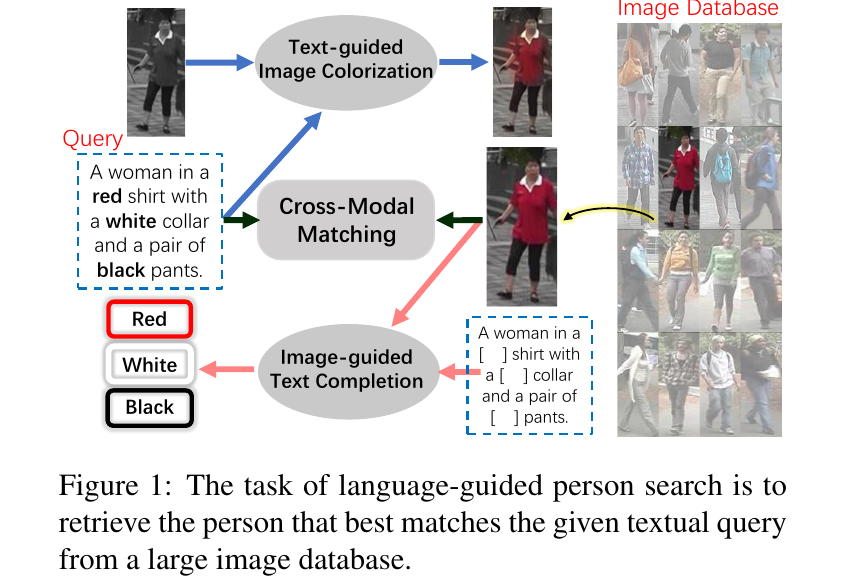 Image Database
Text-guided
Image Colorization
Query
A woman in a
red shirt with
a white collar
and a pair of
black pants.
Cross-Modal
Matching
Red
White
Black
Image-guided
Text Completion
A woman in a
[ ] shirt with
a [ ] collar
and a pair of
[ ] pants.
Figure 1: The task of language-guided person search is to
retrieve the person that best matches the given textual query
from a large image database.